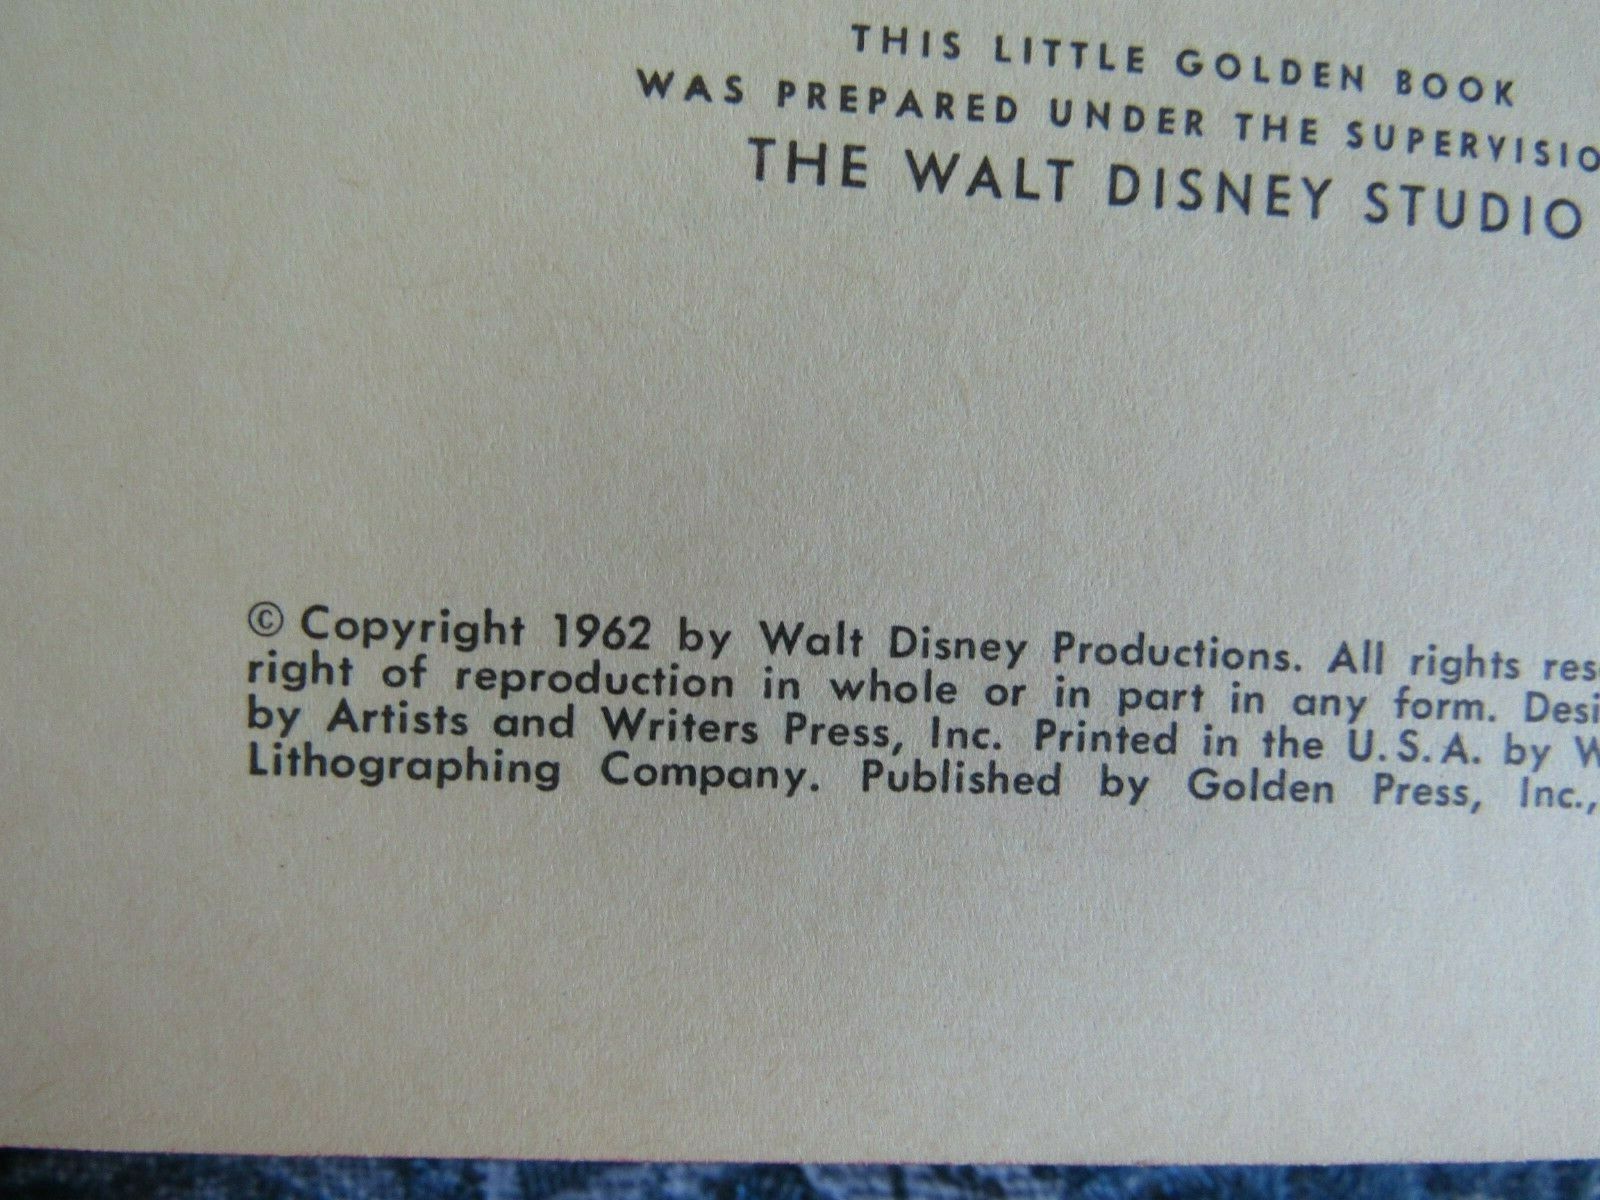 THIS LITTLE GOLDEN BOOK
WAS PREPARED UNDER THE
THE WALT DISNEY STUDIO
© Copyright 1962 by Walt Disney Productions. All rights
right of reproduction in whole or in part in any form.
by Artists and Writers Press, Inc. Printed in the U.S.A. by
Lithographing Company. Published by Golden Press, Inc.,